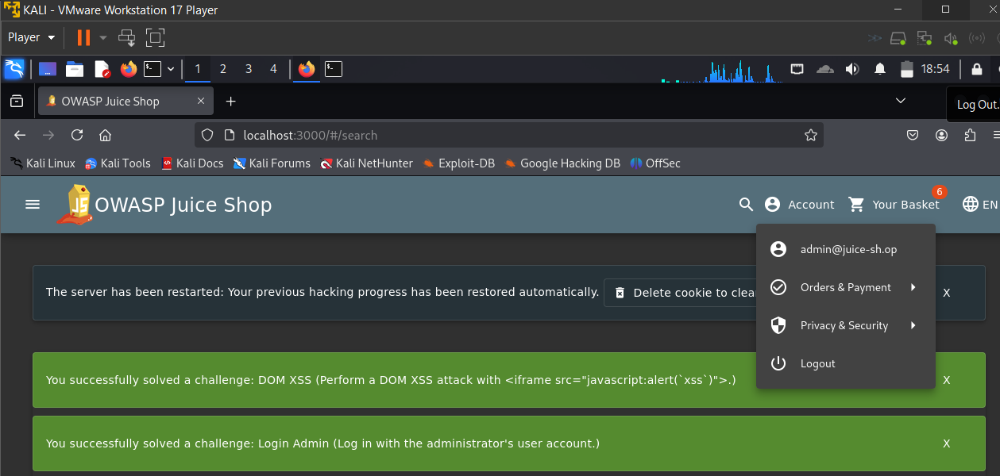 KALI - VMware Workstation 17 Player
Player
1 2 3 4
18:54
OWASP Juice Shop
Log Out.
localhost:3000/#/search
Kali Linux Kali Tools Kali Docs Kali Forums Kali NetHunter Exploit-DB Google Hacking DB OffSec
JS
OWASP Juice Shop
Account
Your Basket
6
EN
admin@juice-sh.op
Orders & Payment
Privacy & Security
Logout
The server has been restarted: Your previous hacking progress has been restored automatically. Delete cookie to clea X
You successfully solved a challenge: DOM XSS (Perform a DOM XSS attack with <iframe src="javascript:alert(`xss`)">.) X
You successfully solved a challenge: Login Admin (Log in with the administrator's user account.) X